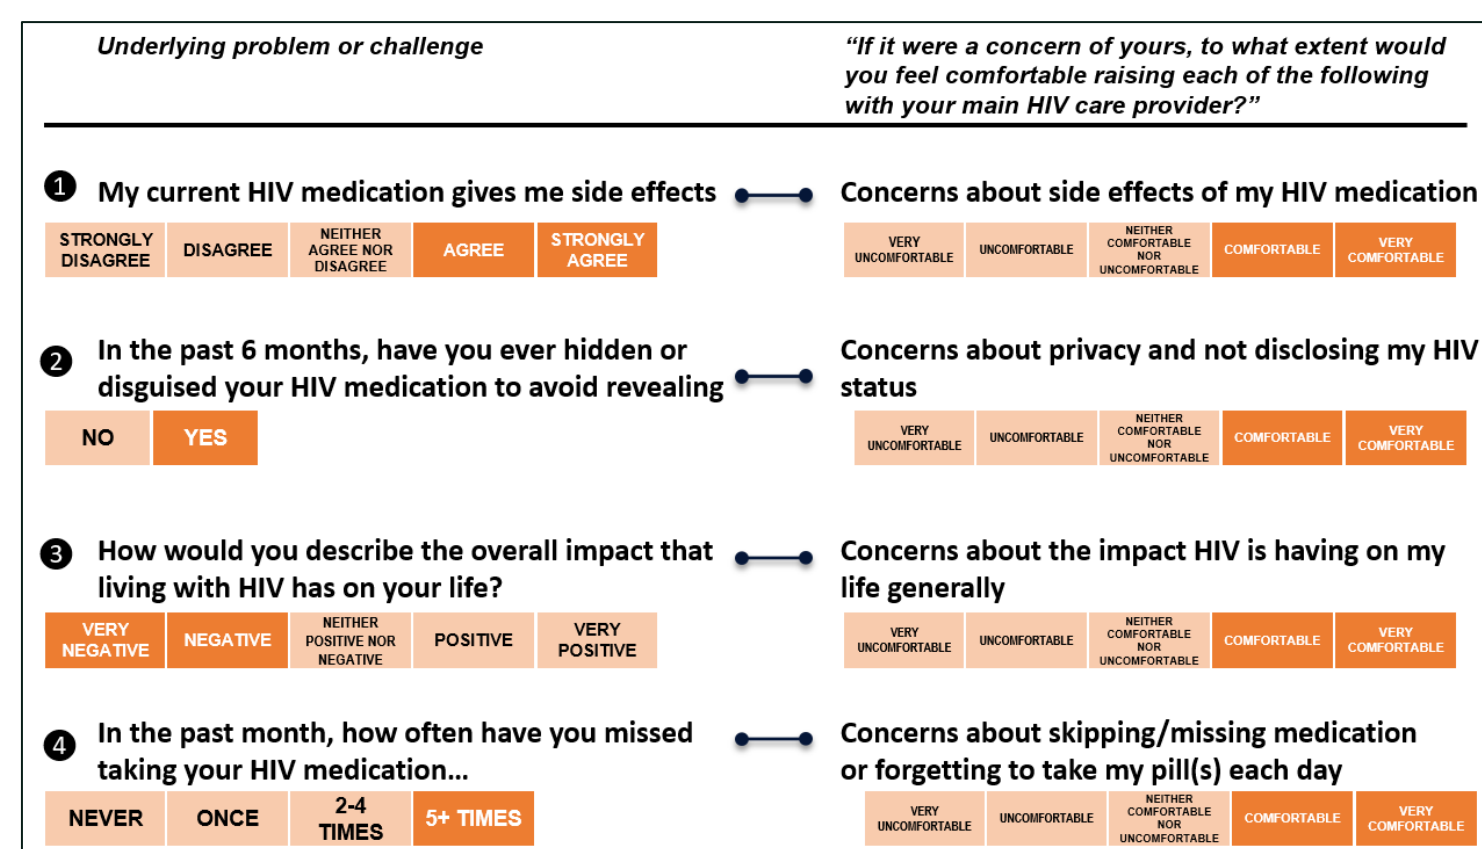 Underlying problem or challenge
“If it were a concern of yours, to what extent would
you feel comfortable raising each of the following
with your main HIV care provider?”
❶ My current HIV medication gives me side effects
STRONGLY DISAGREE
DISAGREE
NEITHER AGREE NOR DISAGREE
AGREE
STRONGLY AGREE
Concerns about side effects of my HIV medication
VERY UNCOMFORTABLE
UNCOMFORTABLE
NEITHER COMFORTABLE NOR UNCOMFORTABLE
COMFORTABLE
VERY COMFORTABLE
❷ In the past 6 months, have you ever hidden or
disguised your HIV medication to avoid revealing
NO
YES
Concerns about privacy and not disclosing my HIV
status
VERY UNCOMFORTABLE
UNCOMFORTABLE
NEITHER COMFORTABLE NOR UNCOMFORTABLE
COMFORTABLE
VERY COMFORTABLE
❸ How would you describe the overall impact that
living with HIV has on your life?
VERY NEGATIVE
NEGATIVE
NEITHER POSITIVE NOR NEGATIVE
POSITIVE
VERY POSITIVE
Concerns about the impact HIV is having on my
life generally
VERY UNCOMFORTABLE
UNCOMFORTABLE
NEITHER COMFORTABLE NOR UNCOMFORTABLE
COMFORTABLE
VERY COMFORTABLE
❹ In the past month, how often have you missed
taking your HIV medication…
NEVER
ONCE
2-4 TIMES
5+ TIMES
Concerns about skipping/missing medication
or forgetting to take my pill(s) each day
VERY UNCOMFORTABLE
UNCOMFORTABLE
NEITHER COMFORTABLE NOR UNCOMFORTABLE
COMFORTABLE
VERY COMFORTABLE